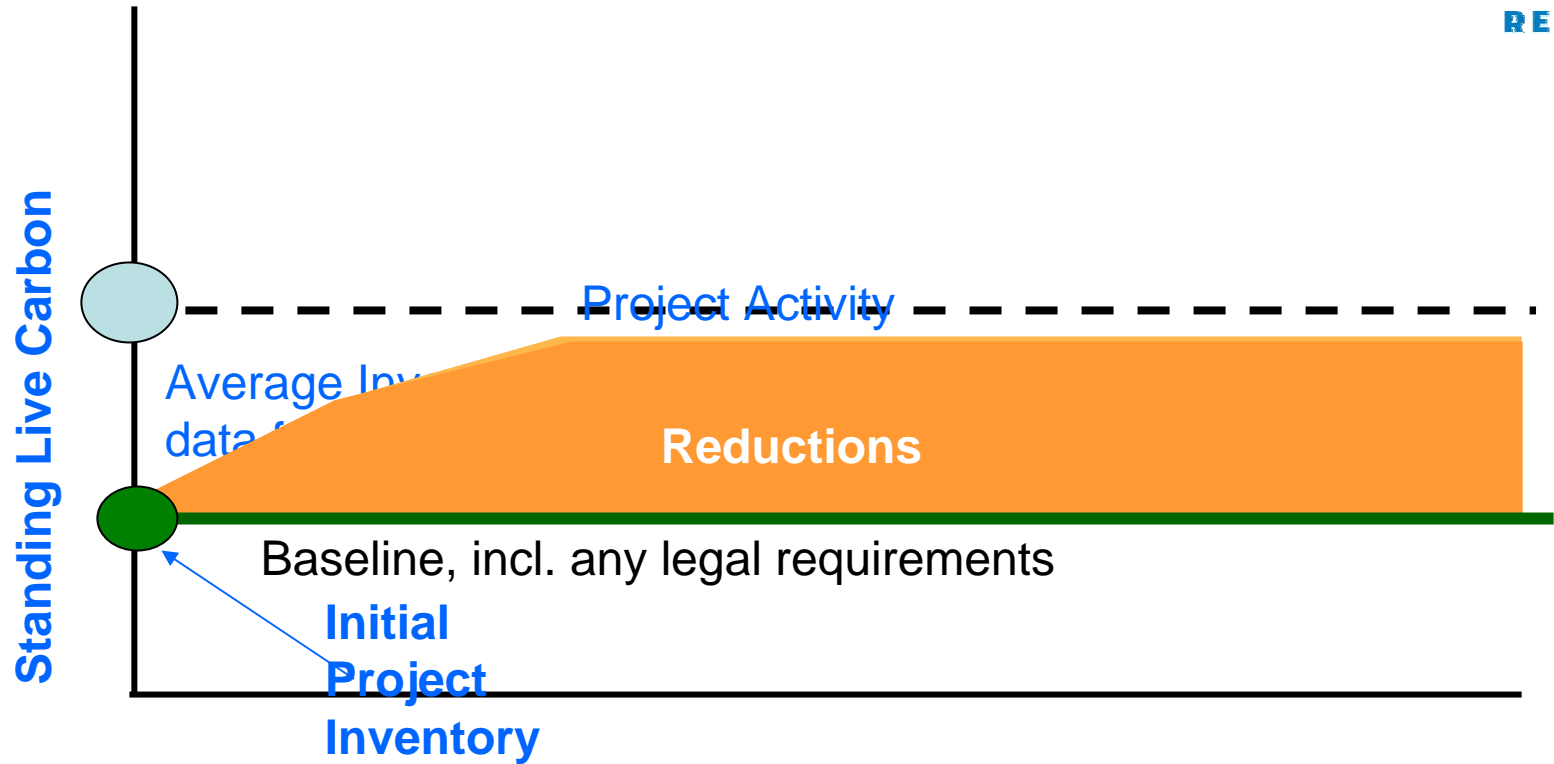 RE
Standing Live Carbon
Project Activity
Average
data
Reductions
Baseline, incl. any legal requirements
Initial
Project
Inventory